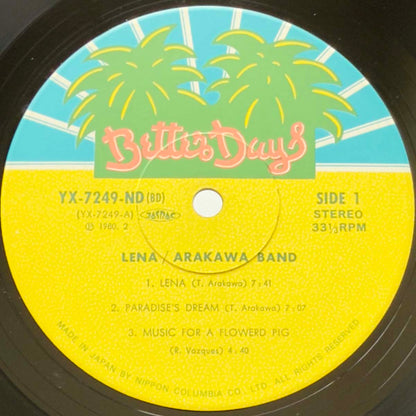 Better Days
YX-7249-ND(BD)
SIDE 1
(YX-7249-A) JASRAC
STEREO
Ⓟ 1980. 2
33⅓RPM
LENA / ARAKAWA BAND
1. LENA (T. Arakawa) 7:41
2. PARADISE'S DREAM (T. Arakawa) 7:07
3. MUSIC FOR A FLOWERD PIG
(R. Vazques) 4:40
MADE IN JAPAN BY NIPPON COLUMBIA CO. LTD. ALL RIGHTS RESERVED